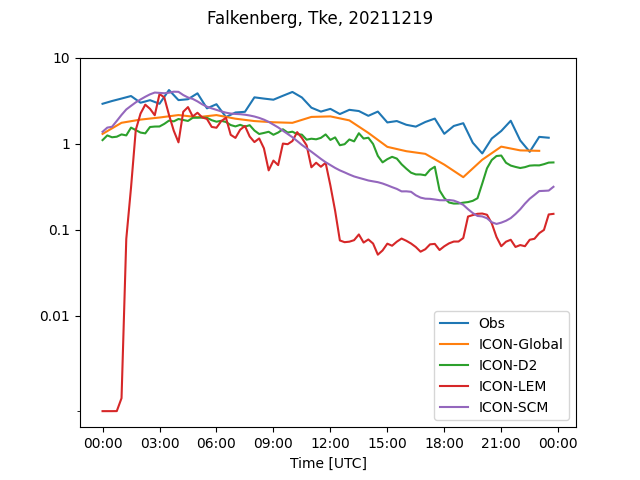 Falkenberg, Tke, 20211219
10
1
0.1
0.01
Obs
ICON-Global
ICON-D2
ICON-LEM
ICON-SCM
00:00 03:00 06:00 09:00 12:00 15:00 18:00 21:00 00:00
Time [UTC]